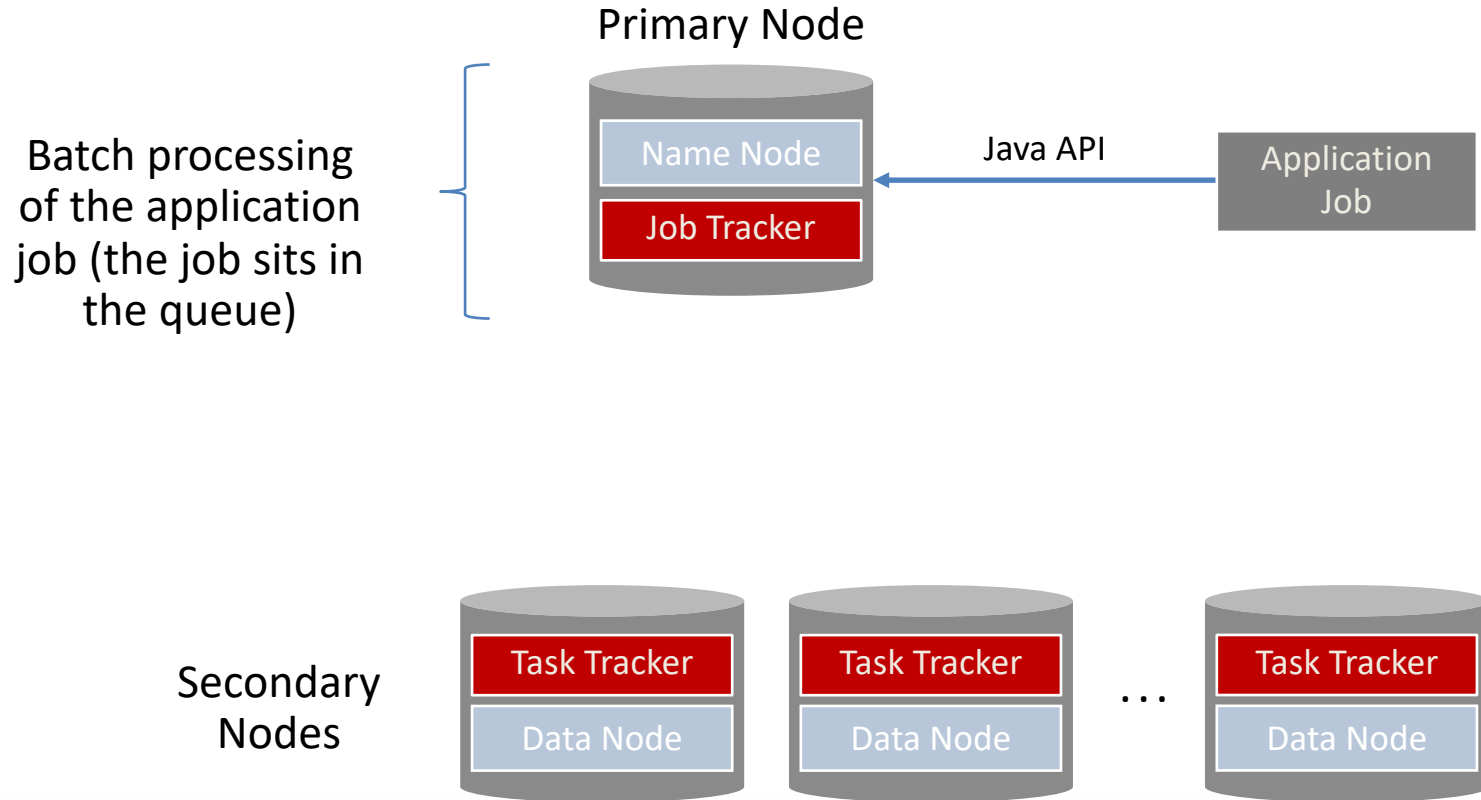 Primary Node
Batch processing
of the application
job (the job sits in
the queue)
Name Node
Job Tracker
Java API
Application
Job
Secondary
Nodes
Task Tracker
Data Node
Task Tracker
Data Node
. . .
Task Tracker
Data Node